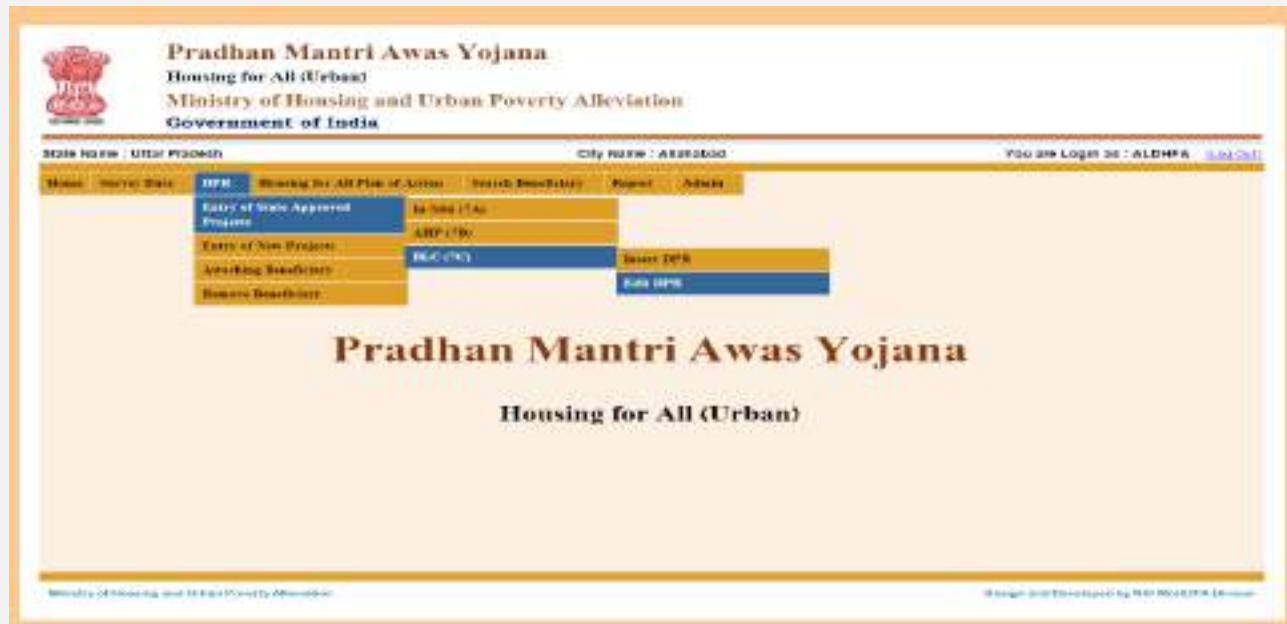 Pradhan Mantri Awas Yojana
Housing for All (Urban)
Ministry of Housing and Urban Poverty Alleviation
Government of India
State Name : Uttar Pradesh City Name : Allahabad You are Login as : ALDHFA (Log Out)
Home Survey Data DPR Housing for All Plan of Action Search Beneficiary Report Admin
Entry of State Approved Projects
In-Situ (7A)
AHP (7B)
Entry of New Projects
BLC (7C)
Insert DPR
Attaching Beneficiary
Edit DPR
Remove Beneficiary
Pradhan Mantri Awas Yojana
Housing for All (Urban)
Ministry of Housing and Urban Poverty Alleviation Design and Developed by